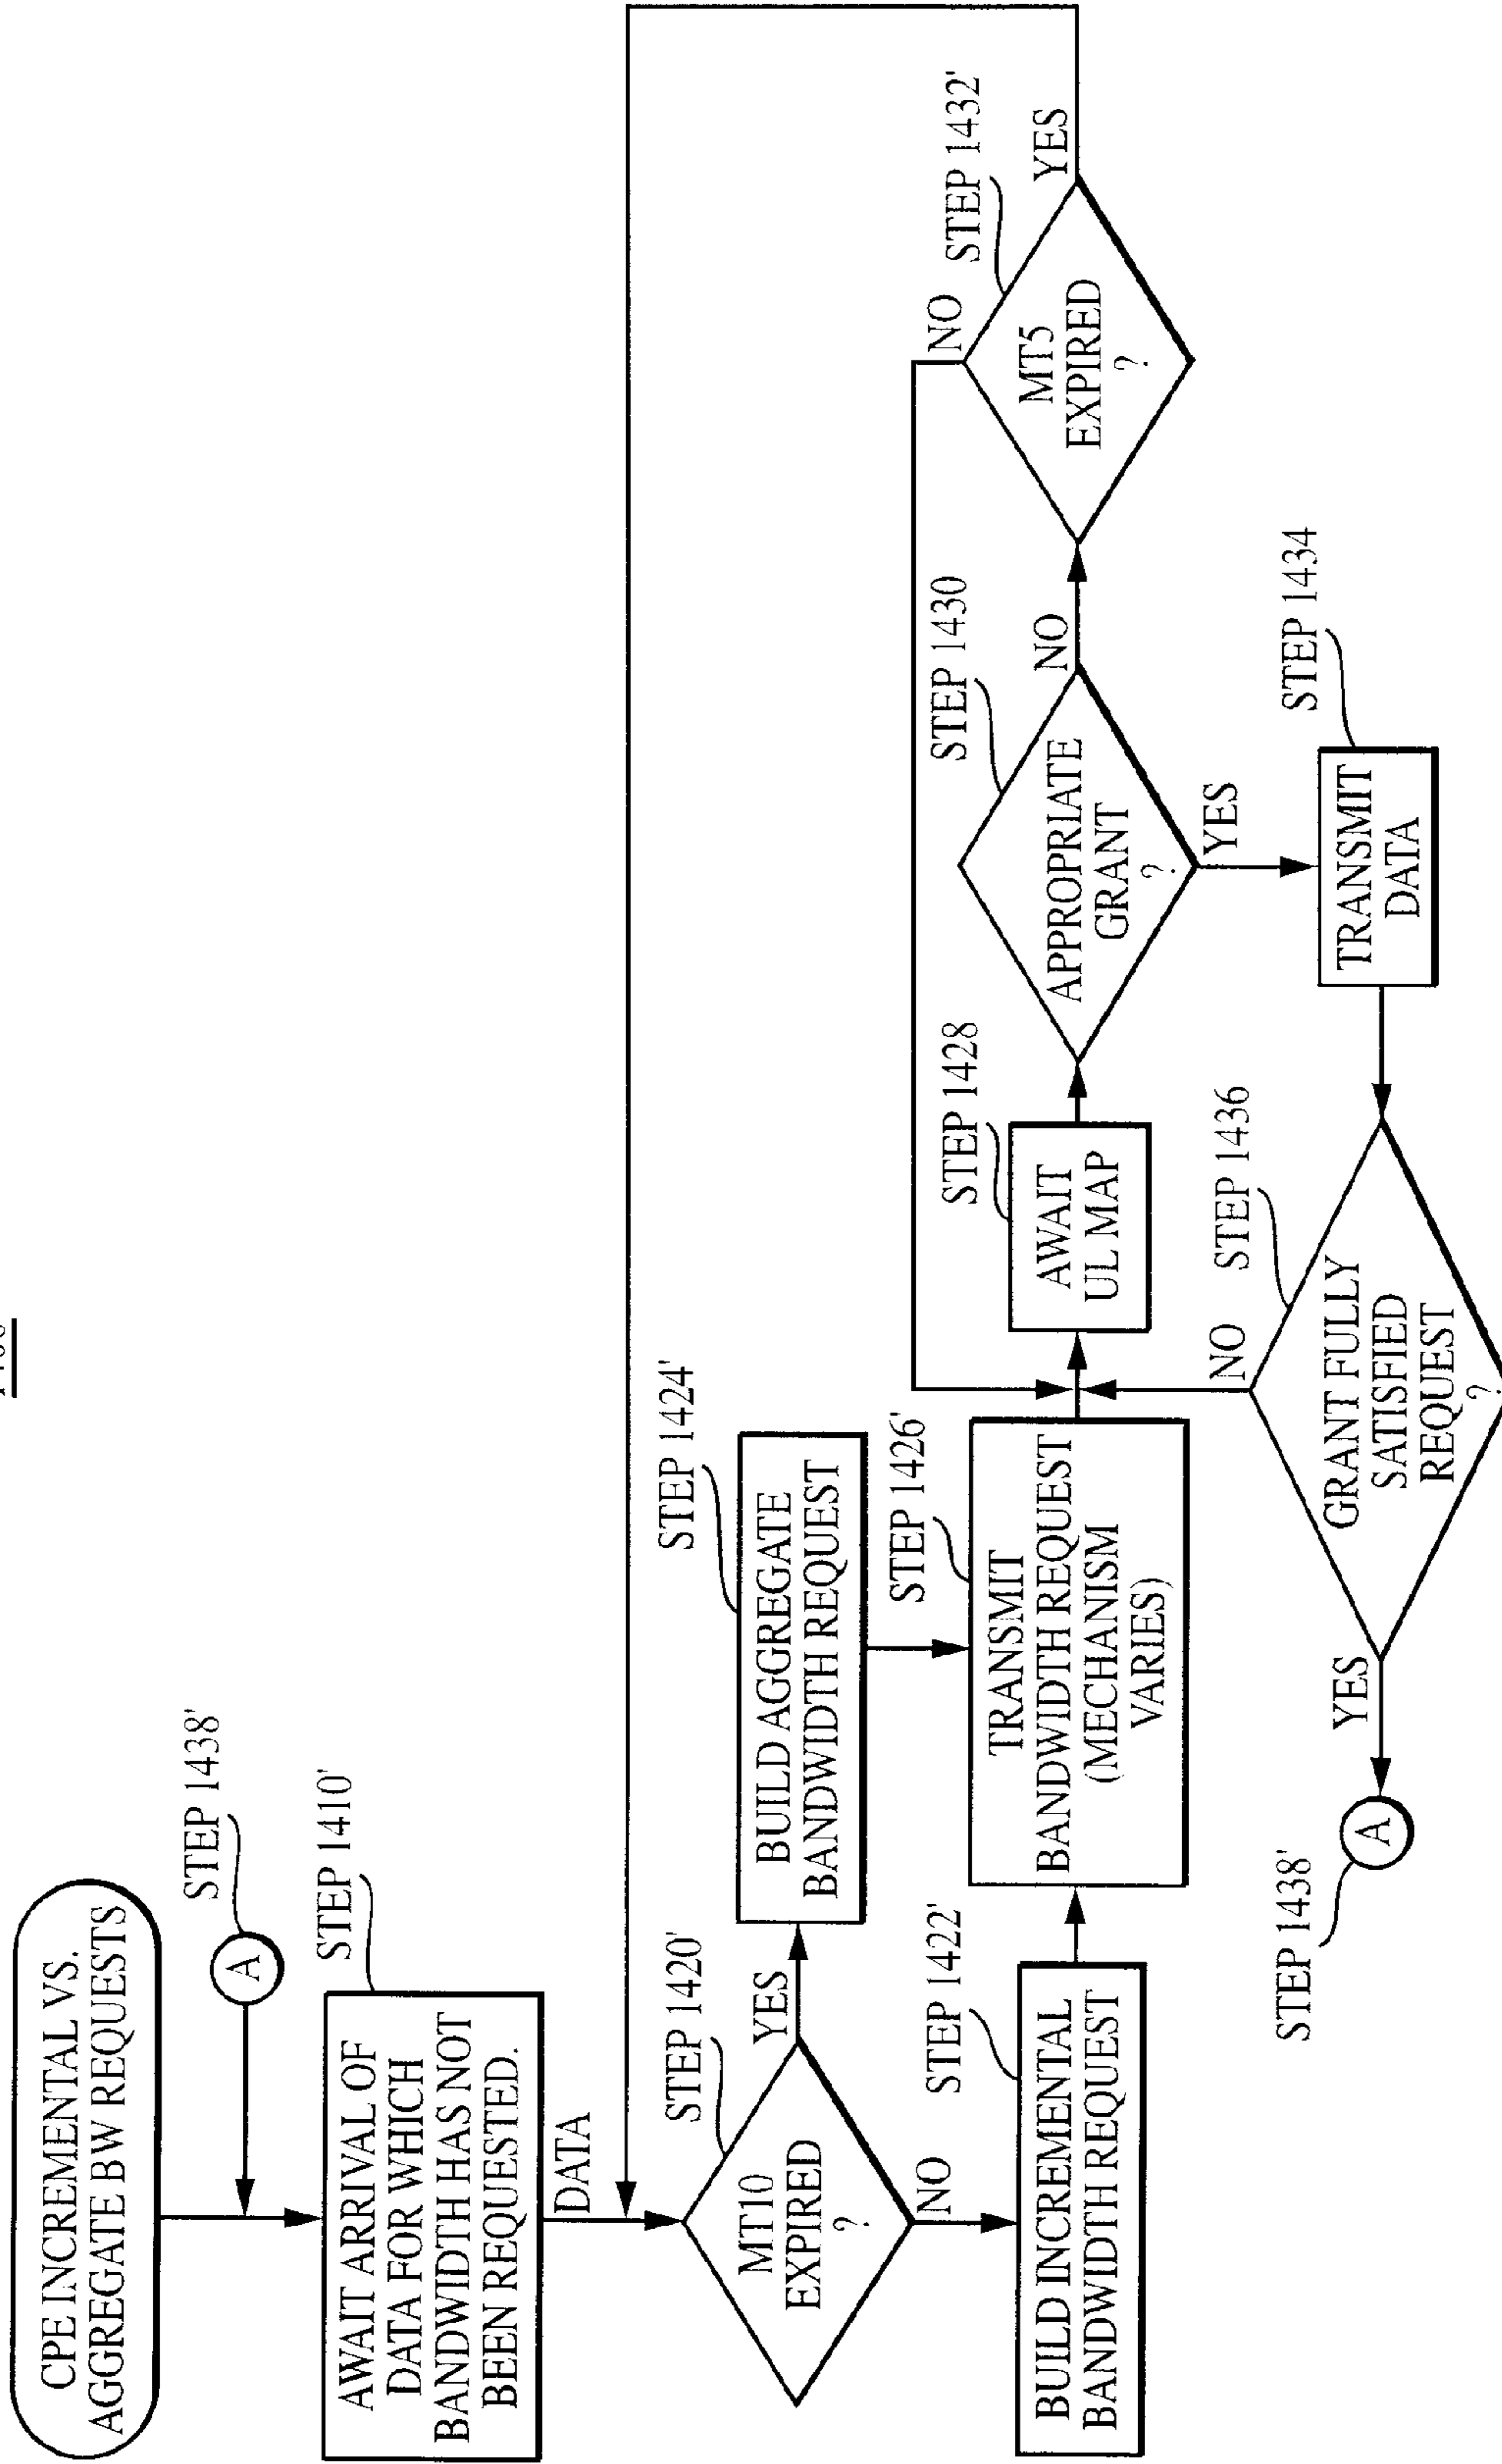 CPE INCREMENTAL VS.
AGGREGATE BW REQUESTS
STEP 1438'
A
STEP 1410'
AWAIT ARRIVAL OF
DATA FOR WHICH
BANDWIDTH HAS NOT
BEEN REQUESTED.
DATA
STEP 1420'
MT10
EXPIRED
?
YES
NO
STEP 1424'
BUILD AGGREGATE
BANDWIDTH REQUEST
STEP 1422'
BUILD INCREMENTAL
BANDWIDTH REQUEST
STEP 1426'
TRANSMIT
BANDWIDTH REQUEST
(MECHANISM
VARIES)
STEP 1428
AWAIT
UL MAP
STEP 1430
APPROPRIATE
GRANT
?
NO
YES
STEP 1432'
MT5
EXPIRED
?
NO
YES
STEP 1434
TRANSMIT
DATA
STEP 1436
GRANT FULLY
SATISFIED
REQUEST
?
NO
YES
STEP 1438'
A